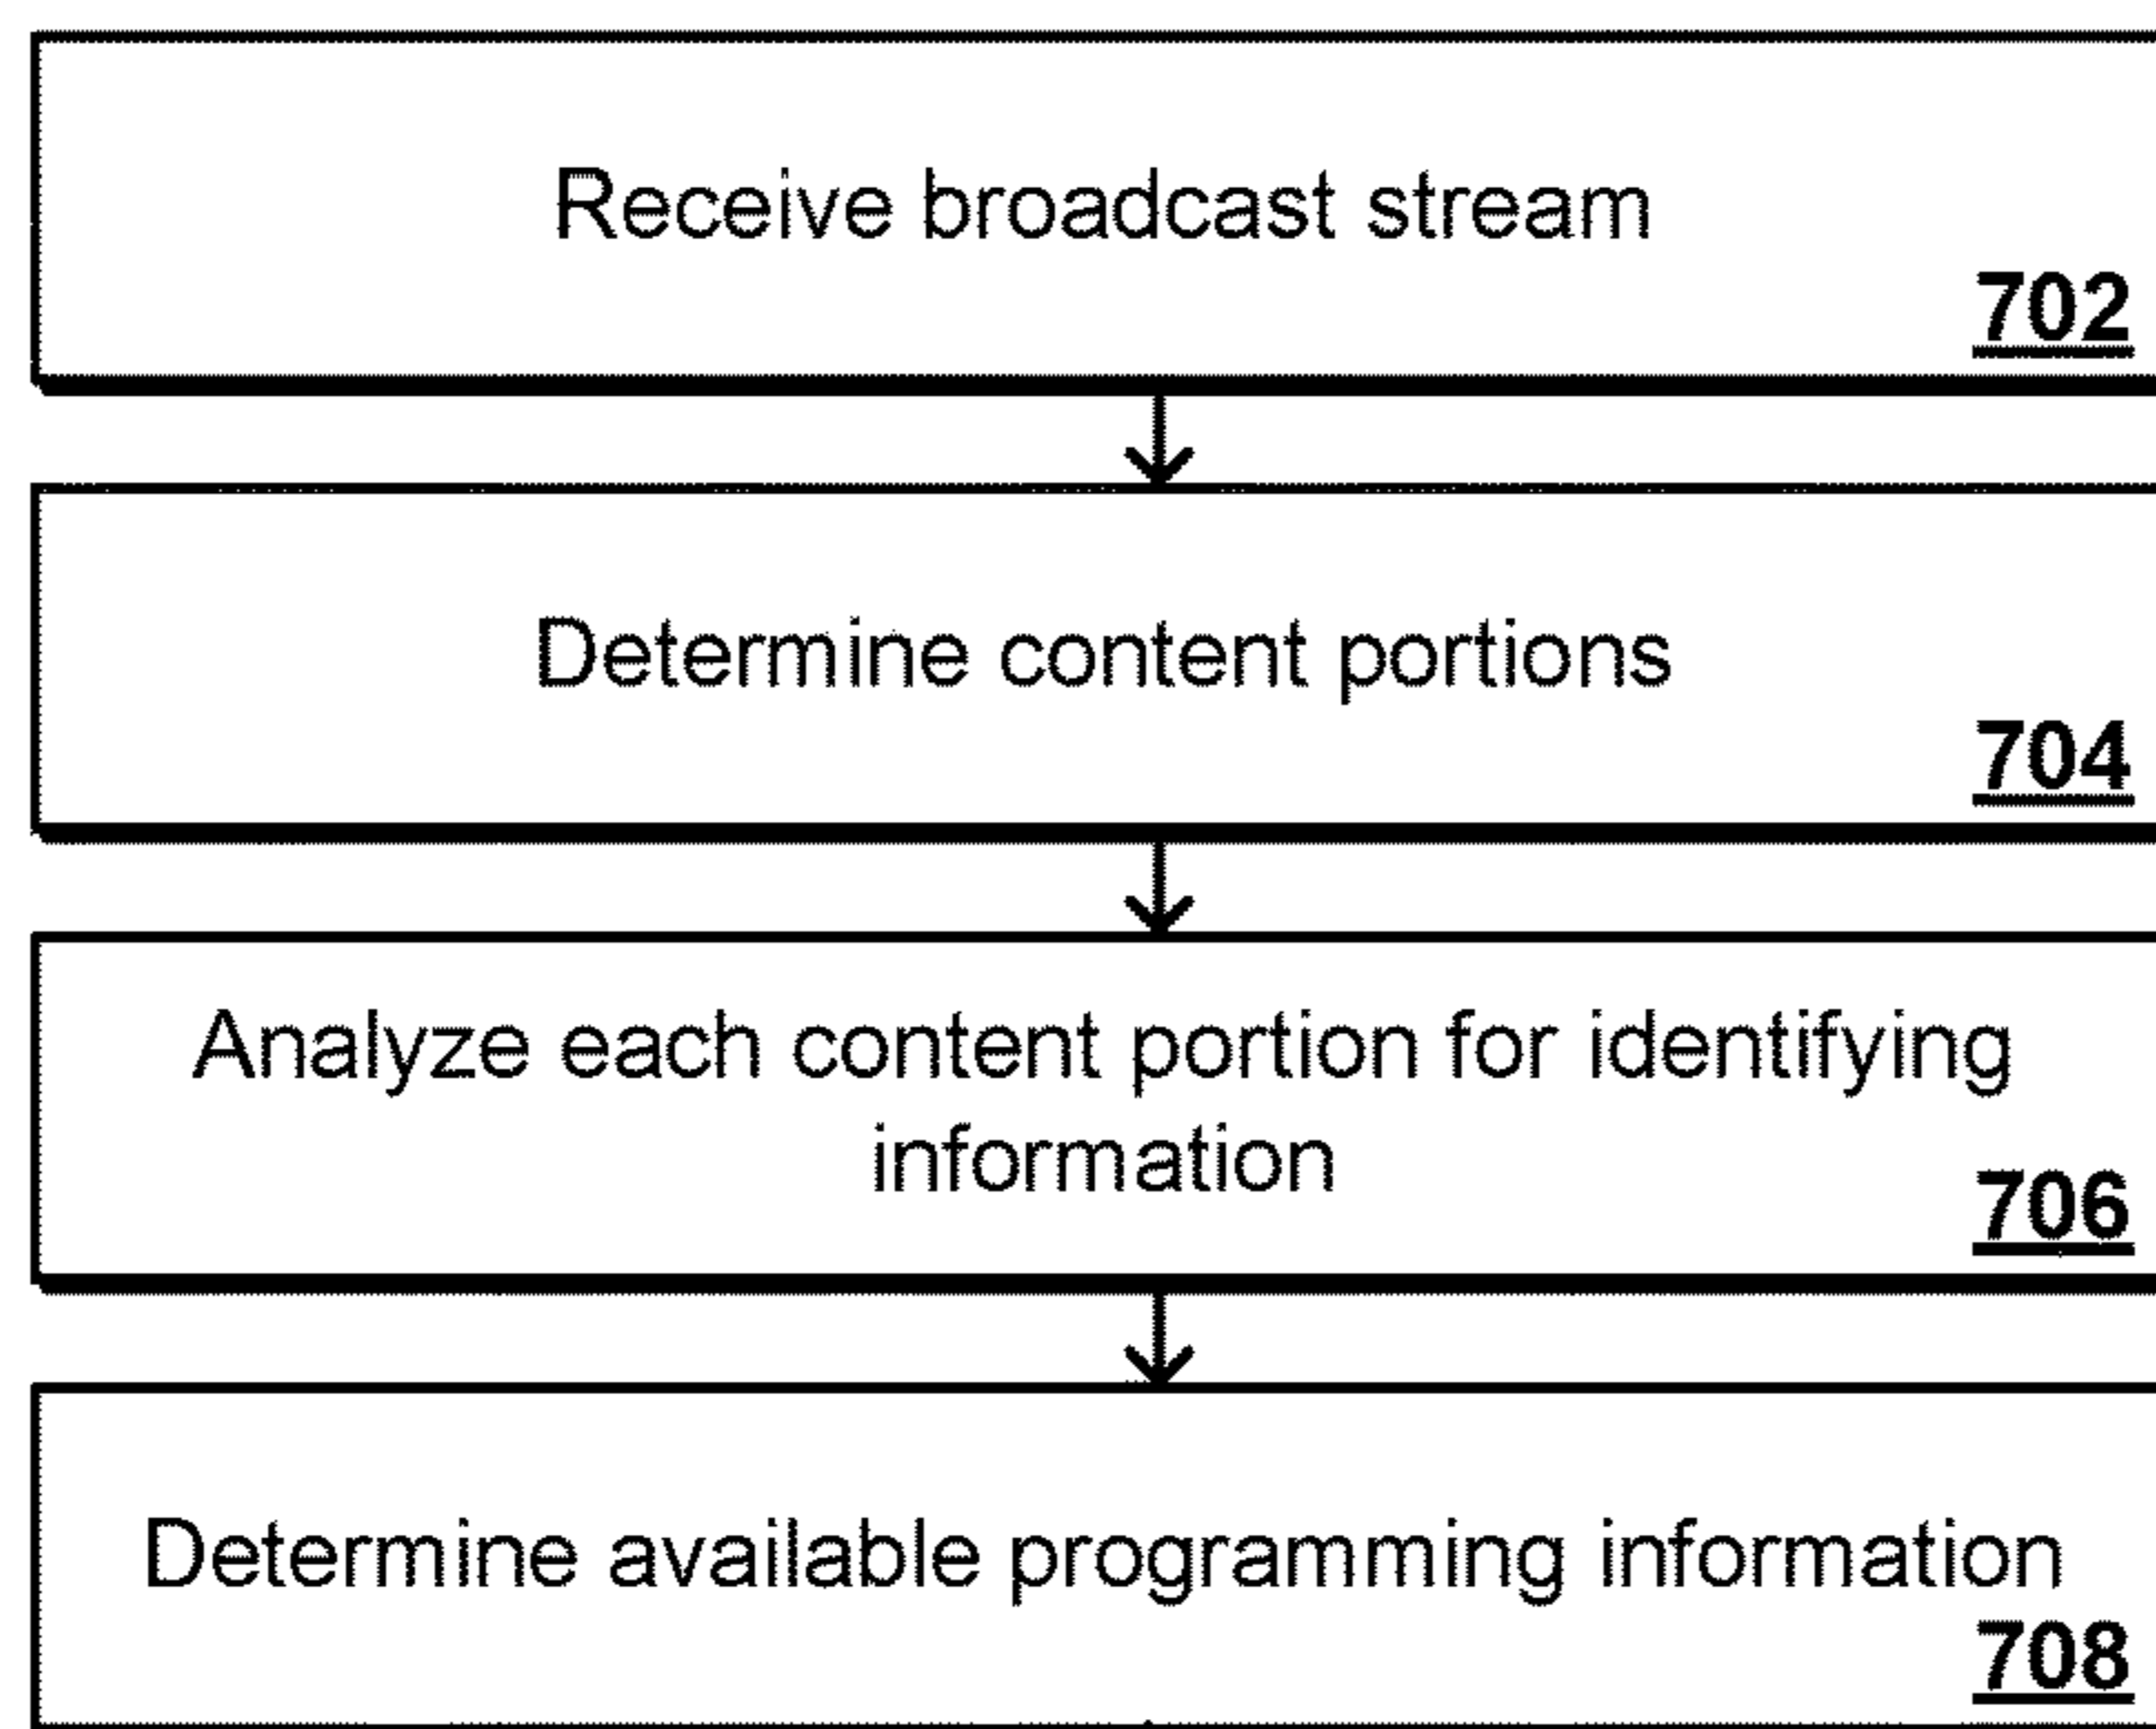 Receive broadcast stream
702
Determine content portions
704
Analyze each content portion for identifying
information
706
Determine available programming information
708